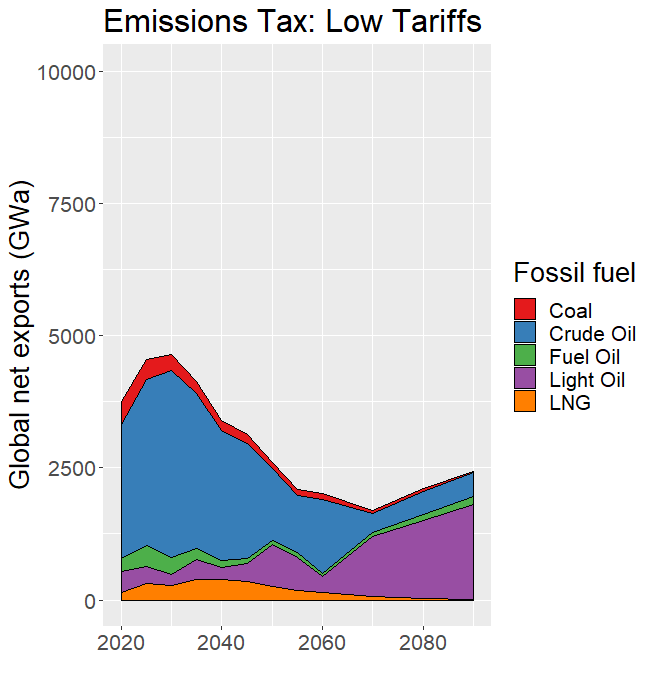 Emissions Tax: Low Tariffs
Global net exports (GWa)
10000
7500
5000
2500
0
2020
2040
2060
2080
Fossil fuel
Coal
Crude Oil
Fuel Oil
Light Oil
LNG